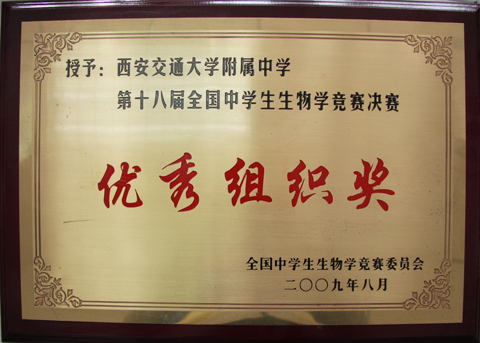 授予：西安交通大学附属中学
第十八届全国中学生生物学竞赛决赛
优秀组织奖
全国中学生生物学竞赛委员会
二〇〇九年八月